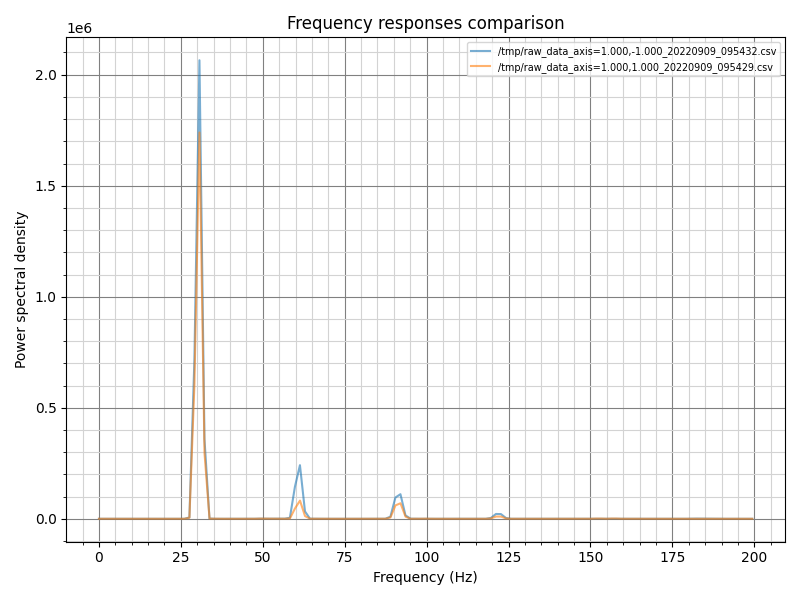 Frequency responses comparison
1e6
/tmp/raw_data_axis=1.000,-1.000_20220909_095432.csv
/tmp/raw_data_axis=1.000,1.000_20220909_095429.csv
2.0
1.5
1.0
0.5
0.0
Power spectral density
0 25 50 75 100 125 150 175 200
Frequency (Hz)